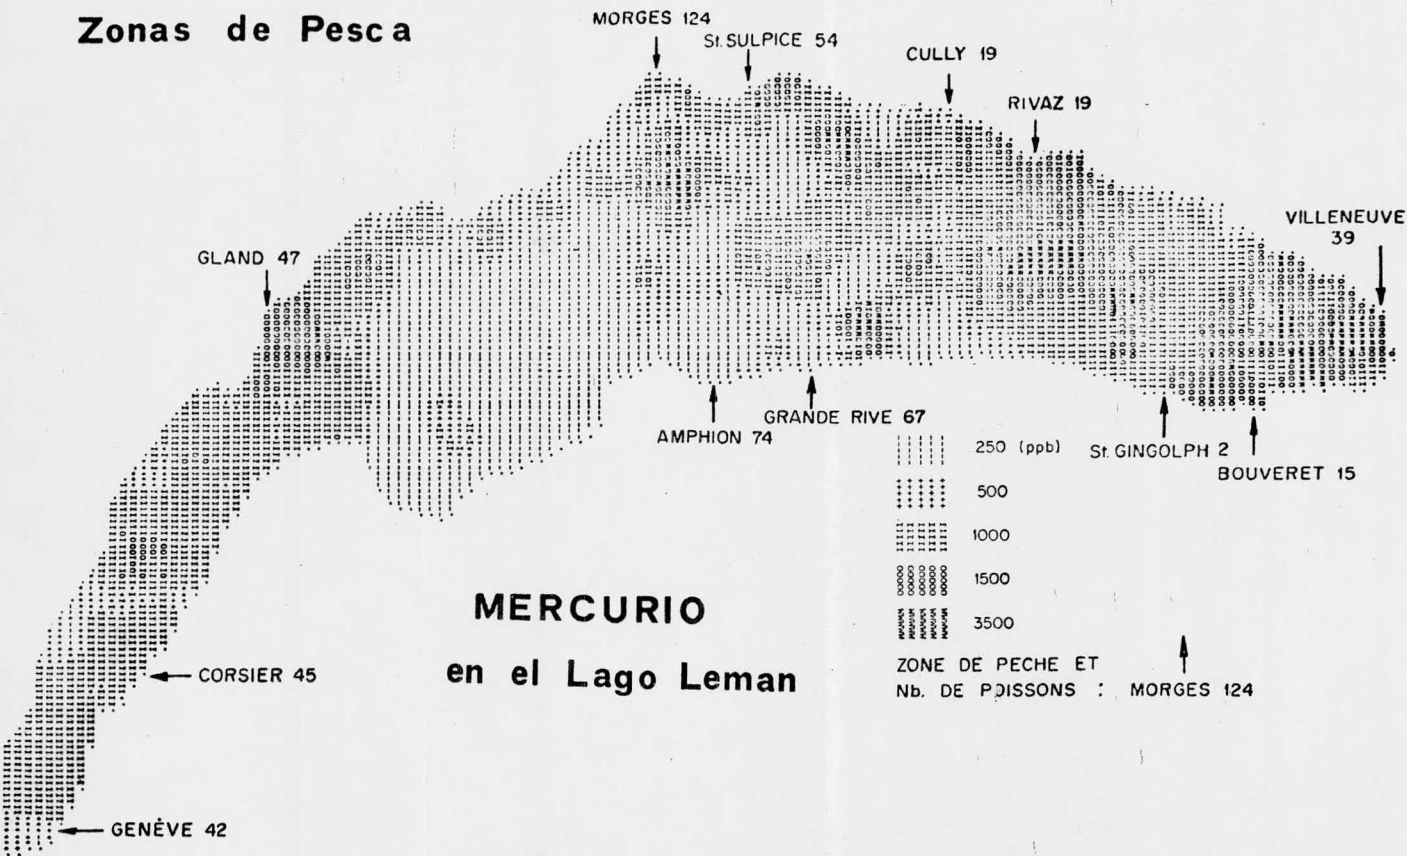 Zonas de Pesca
MORGES 124
St. SULPICE 54
CULLY 19
RIVAZ 19
VILLENEUVE
39
GLAND 47
AMPHION 74
GRANDE RIVE 67
St. GINGOLPH 2
BOUVERET 15
250 (ppb)
500
1000
1500
3500
MERCURIO
en el Lago Leman
CORSIER 45
GENÈVE 42
ZONE DE PECHE ET
Nb. DE POISSONS : MORGES 124